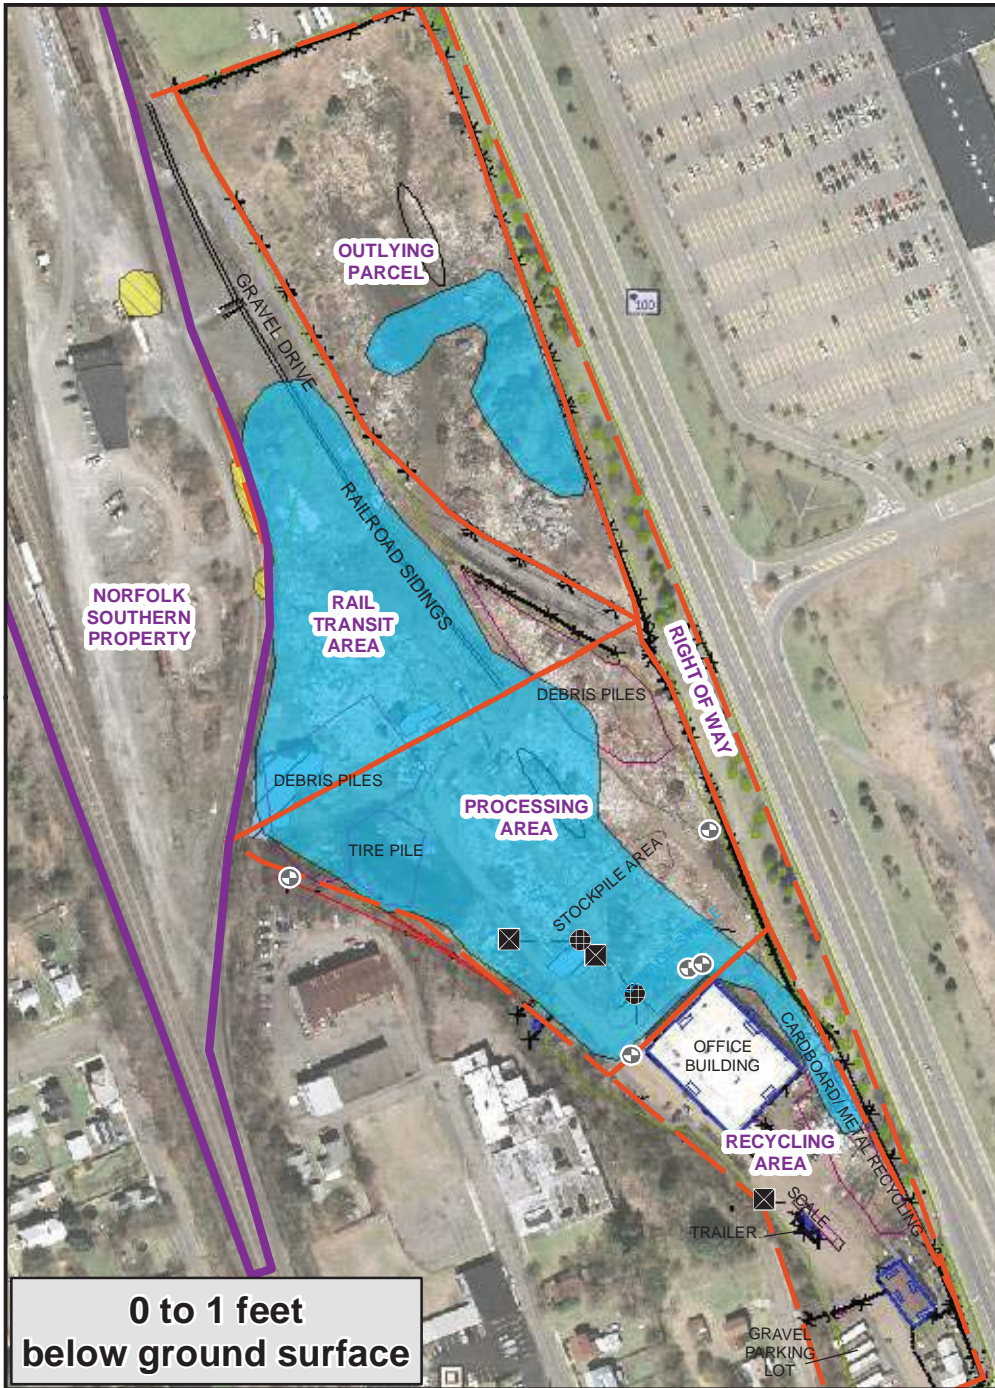 OUTLYING
PARCEL
100
GRAVEL DRIVE
RAILROAD SIDINGS
NORFOLK
SOUTHERN
PROPERTY
RAIL
TRANSIT
AREA
RIGHT OF WAY
DEBRIS PILES
DEBRIS PILES
PROCESSING
AREA
TIRE PILE
STOCKPILE AREA
OFFICE
BUILDING
CARDBOARD/ METAL RECYCLING
RECYCLING
AREA
SCALE
TRAILER
GRAVEL
PARKING
LOT
0 to 1 feet
below ground surface